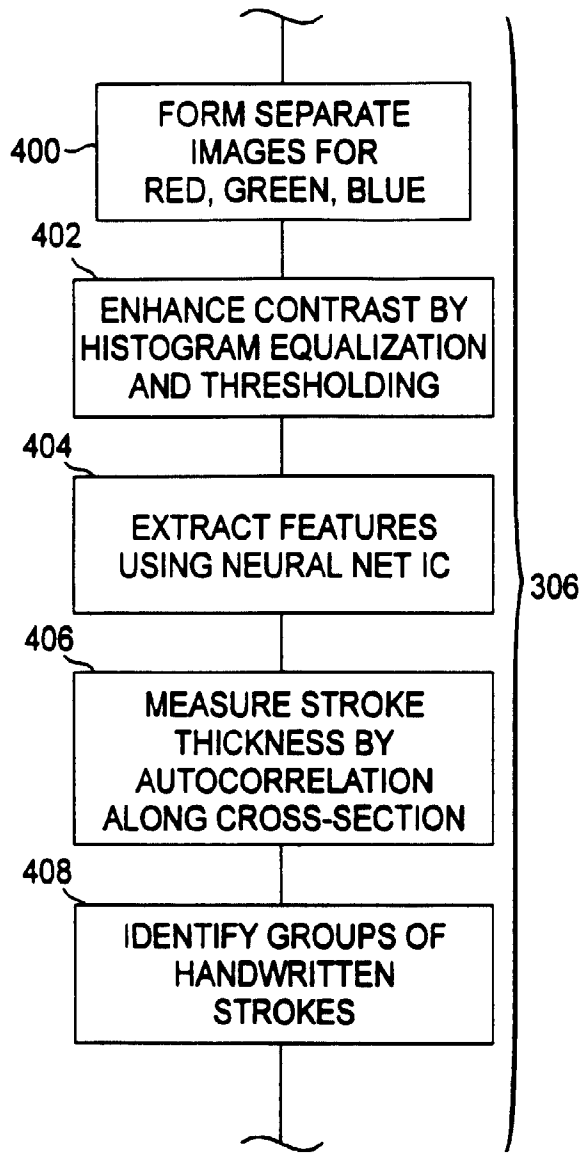 400
FORM SEPARATE
IMAGES FOR
RED, GREEN, BLUE
402
ENHANCE CONTRAST BY
HISTOGRAM EQUALIZATION
AND THRESHOLDING
404
EXTRACT FEATURES
USING NEURAL NET IC
306
406
MEASURE STROKE
THICKNESS BY
AUTOCORRELATION
ALONG CROSS-SECTION
408
IDENTIFY GROUPS OF
HANDWRITTEN
STROKES